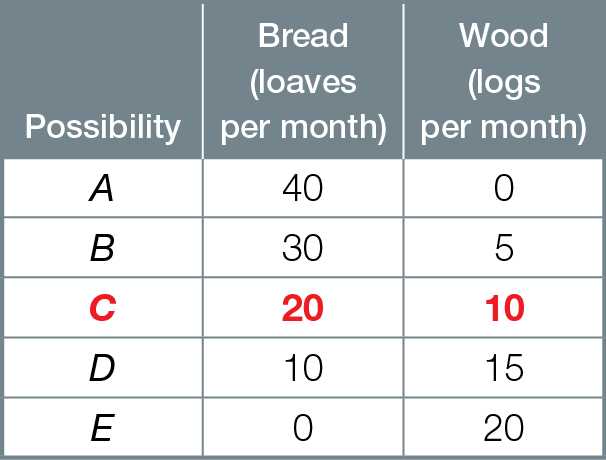 Possibility Bread (loaves per month) Wood (logs per month)
A 40 0
B 30 5
C 20 10
D 10 15
E 0 20